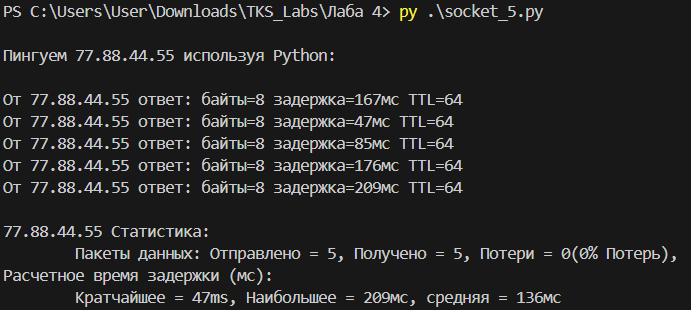 PS C:\Users\User\Downloads\TKS_Labs\Лаба 4> py .\socket_5.py
Пингуем 77.88.44.55 используя Python:
От 77.88.44.55 ответ: байты=8 задержка=167мс TTL=64
От 77.88.44.55 ответ: байты=8 задержка=47мс TTL=64
От 77.88.44.55 ответ: байты=8 задержка=85мс TTL=64
От 77.88.44.55 ответ: байты=8 задержка=176мс TTL=64
От 77.88.44.55 ответ: байты=8 задержка=209мс TTL=64
77.88.44.55 Статистика:
Пакеты данных: Отправлено = 5, Получено = 5, Потери = 0(0% Потерь),
Расчетное время задержки (мс):
Кратчайшее = 47ms, Наибольшее = 209мс, средняя = 136мс